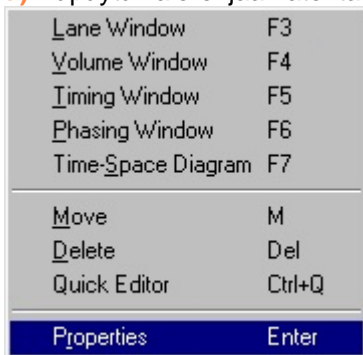 Lane Window F3
Volume Window F4
Timing Window F5
Phasing Window F6
Time-Space Diagram F7
Move M
Delete Del
Quick Editor Ctrl+Q
Properties Enter